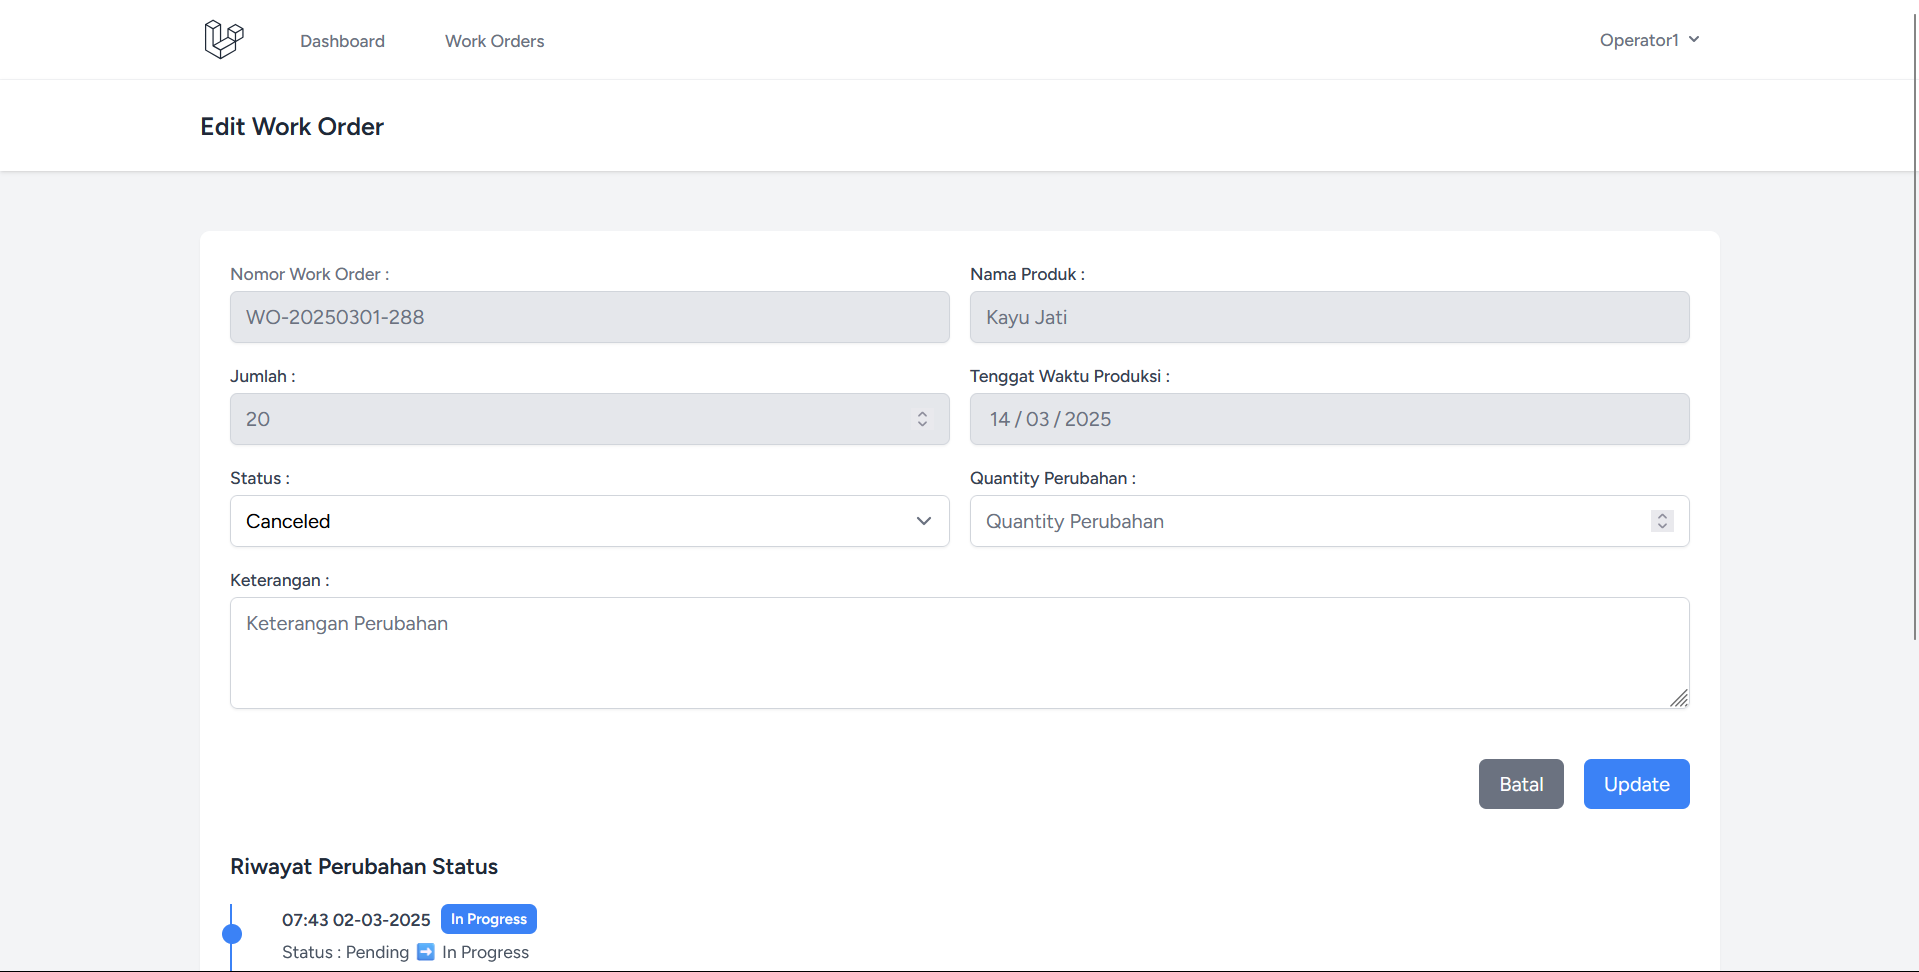 Dashboard
Work Orders
Operator1
Edit Work Order
Nomor Work Order :
Nama Produk :
WO-20250301-288
Kayu Jati
Jumlah :
Tenggat Waktu Produksi :
20
14 / 03 / 2025
Status :
Quantity Perubahan :
Canceled
Quantity Perubahan
Keterangan :
Keterangan Perubahan
Batal
Update
Riwayat Perubahan Status
07:43 02-03-2025 In Progress
Status : Pending ➡️ In Progress